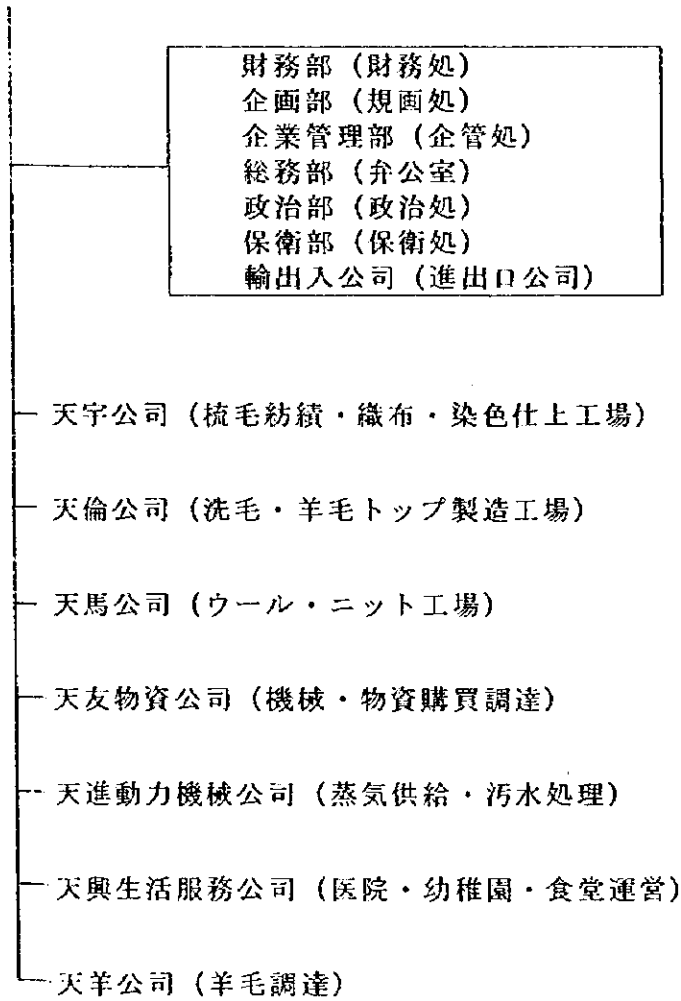 財務部（財務処）
企画部（規画処）
企業管理部（企管処）
総務部（弁公室）
政治部（政治処）
保衛部（保衛処）
輸出入公司（進出口公司）
天宇公司（梳毛紡績・織布・染色仕上工場）
天倫公司（洗毛・羊毛トップ製造工場）
天馬公司（ウール・ニット工場）
天友物資公司（機械・物資購買調達）
天進動力機械公司（蒸気供給・汚水処理）
天興生活服務公司（医院・幼稚園・食堂運営）
天羊公司（羊毛調達）